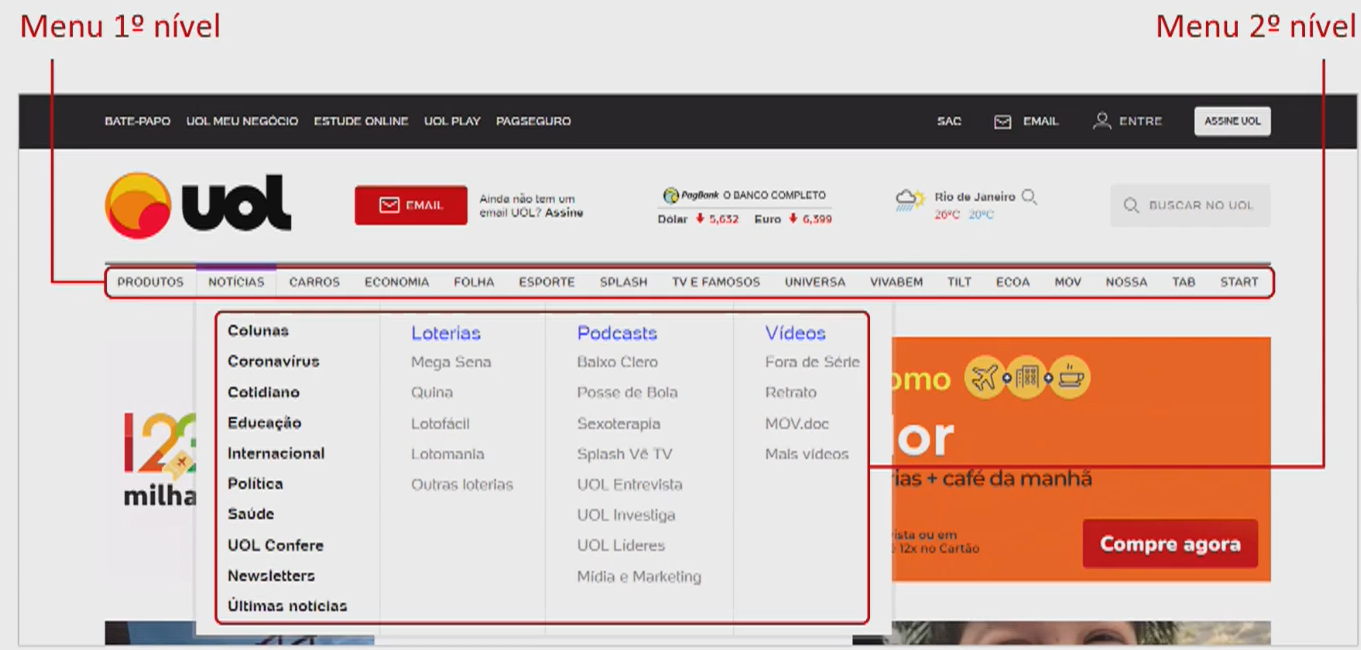 Menu 1º nível
Menu 2º nível
BATE-PAPO UOL MEU NEGÓCIO ESTUDE ONLINE UOL PLAY PAGSEGURO SAC EMAIL ENTRE ASSINE UOL
uol
EMAIL
Ainda não tem um
email UOL? Assine
PagBank O BANCO COMPLETO
Dólar 5,632 Euro 6,399
Rio de Janeiro
26ºC 20ºC
BUSCAR NO UOL
PRODUTOS NOTÍCIAS CARROS ECONOMIA FOLHA ESPORTE SPLASH TV E FAMOSOS UNIVERSA VIVABEM TILT ECOA MOV NOSSA TAB START
Colunas
Coronavírus
Cotidiano
Educação
Internacional
Política
Saúde
UOL Confere
Newsletters
Últimas notícias
Loterias
Mega Sena
Quina
Lotofácil
Lotomania
Outras loterias
Podcasts
Baixo Clero
Posse de Bola
Sexoterapia
Splash Vê TV
UOL Entrevista
UOL Investiga
UOL Líderes
Mídia e Marketing
Vídeos
Fora de Série
Retrato
MOV.doc
Mais vídeos
123
milha
omo
lor
ias + café da manhã
ista ou em
12x no Cartão
Compre agora